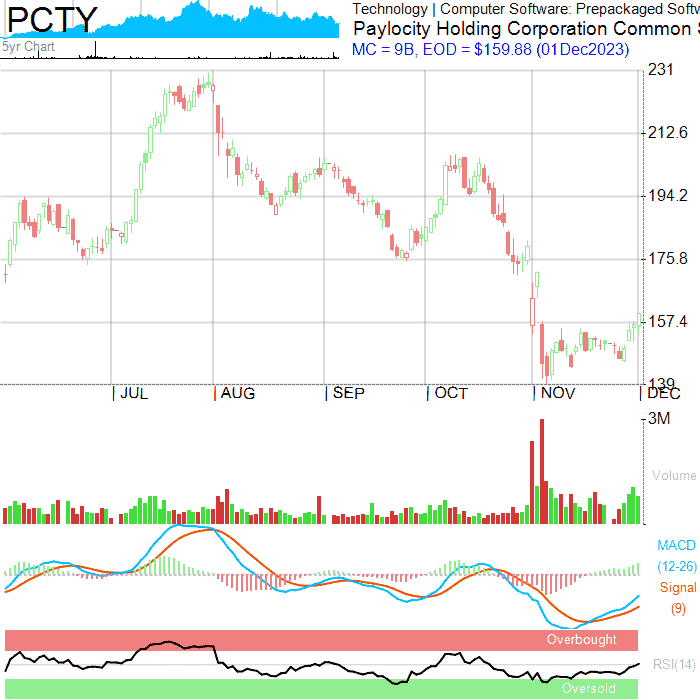 PCTY
5yr Chart
Technology | Computer Software: Prepackaged Softw
Paylocity Holding Corporation Common S
MC = 9B, EOD = $159.88 (01Dec2023)
231
212.6
194.2
175.8
157.4
139
JUL
AUG
SEP
OCT
NOV
DEC
3M
Volume
MACD
(12-26)
Signal
(9)
Overbought
RSI(14)
Oversold